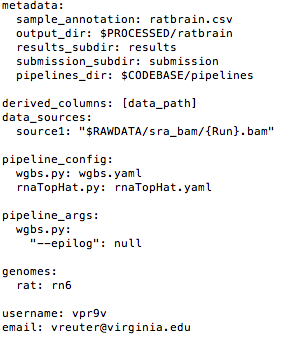 metadata:
  sample_annotation: ratbrain.csv
  output_dir: $PROCESSED/ratbrain
  results_subdir: results
  submission_subdir: submission
  pipelines_dir: $CODEBASE/pipelines

derived_columns: [data_path]
data_sources:
  source1: "$RAWDATA/sra_bam/{Run}.bam"

pipeline_config:
  wgbs.py: wgbs.yaml
  rnaTopHat.py: rnaTopHat.yaml

pipeline_args:
  wgbs.py:
    "--epilog": null

genomes:
  rat: rn6

username: vpr9v
email: vreuter@virginia.edu